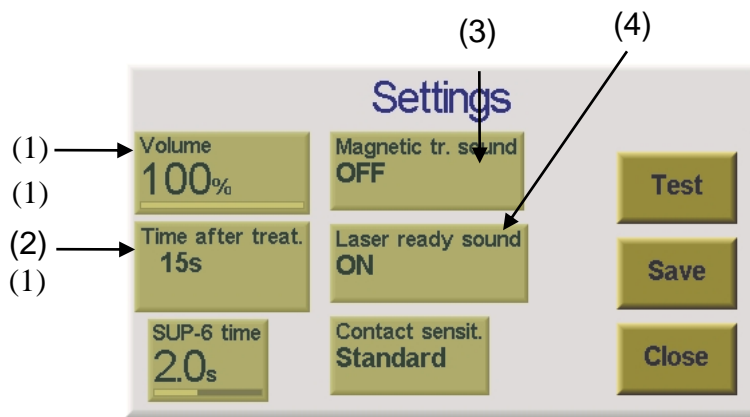 (3)
(4)
Settings
(1)
Volume
100%
(1)
Magnetic tr. sound
OFF
Test
(2)
Time after treat.
15s
(1)
Laser ready sound
ON
Save
SUP-6 time
2.0s
Contact sensit.
Standard
Close